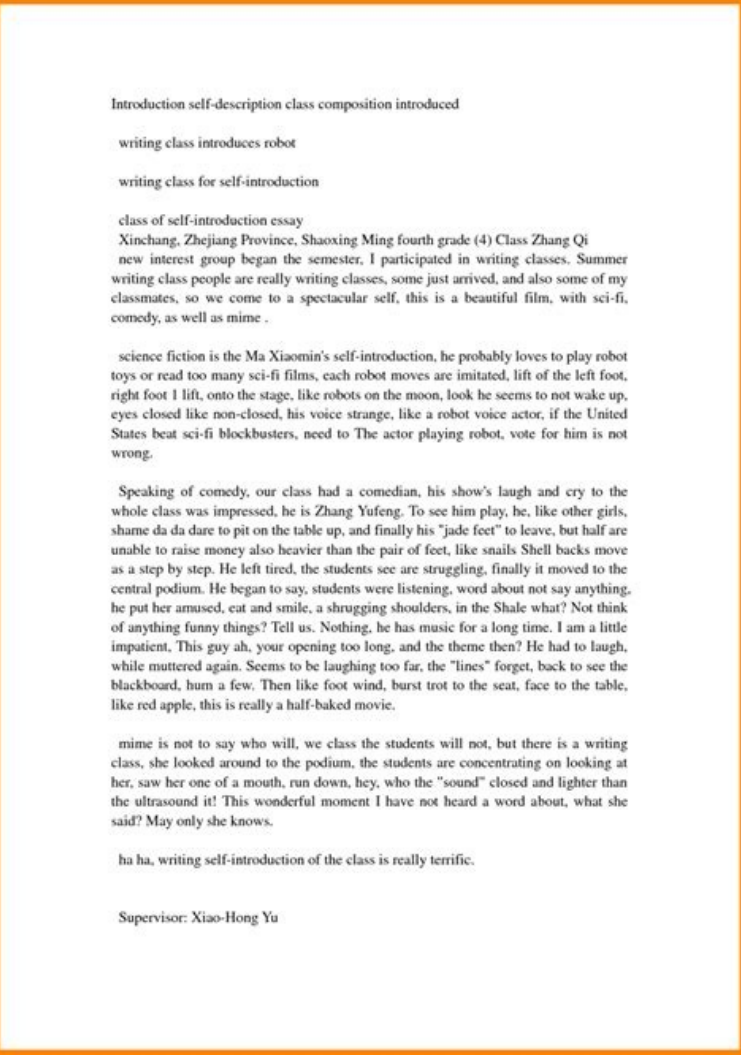 Introduction self-description class composition introduced
writing class introduces robot
writing class for self-introduction
class of self-introduction essay
Xinchang, Zhejiang Province, Shaoxing Ming fourth grade (4) Class Zhang Qi
new interest group began the semester, I participated in writing classes. Summer
writing class people are really writing classes, some just arrived, and also some of my
classmates, so we come to a spectacular self, this is a beautiful film, with sci-fi,
comedy, as well as mime .
science fiction is the Ma Xiaomin's self-introduction, he probably loves to play robot
toys or read too many sci-fi films, each robot moves are imitated, lift of the left foot,
right foot 1 lift, onto the stage, like robots on the moon, look he seems to not wake up,
eyes closed like non-closed, his voice strange, like a robot voice actor, if the United
States beat sci-fi blockbusters, need to The actor playing robot, vote for him is not
wrong.
Speaking of comedy, our class had a comedian, his show's laugh and cry to the
whole class was impressed, he is Zhang Yufeng. To see him play, he, like other girls,
shame da da dare to pit on the table up, and finally his "jade feet" to leave, but half are
unable to raise money also heavier than the pair of feet, like snails Shell backs move
as a step by step. He left tired, the students see are struggling, finally it moved to the
central podium. He began to say, students were listening, word about not say anything,
he put her amused, eat and smile, a shrugging shoulders, in the Shale what? Not think
of anything funny things? Tell us. Nothing, he has music for a long time. I am a little
impatient, This guy ah, your opening too long, and the theme then? He had to laugh,
while muttered again. Seems to be laughing too far, the "lines" forget, back to see the
blackboard, hum a few. Then like foot wind, burst trot to the seat, face to the table,
like red apple, this is really a half-baked movie.
mime is not to say who will, we class the students will not, but there is a writing
class, she looked around to the podium, the students are concentrating on looking at
her, saw her one of a mouth, run down, hey, who the "sound" closed and lighter than
the ultrasound it! This wonderful moment I have not heard a word about, what she
said? May only she knows.
ha ha, writing self-introduction of the class is really terrific.
Supervisor: Xiao-Hong Yu